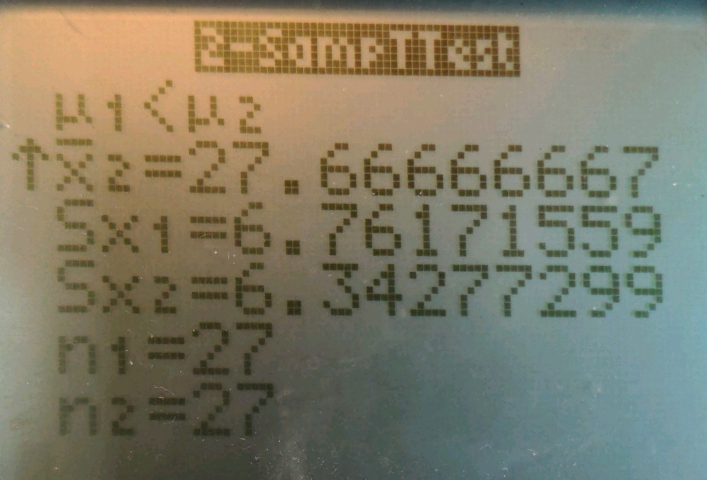 2-SampTTest
μ1<μ2
↑x̄2=27.66666667
Sx1=6.76171559
Sx2=6.34277299
n1=27
n2=27